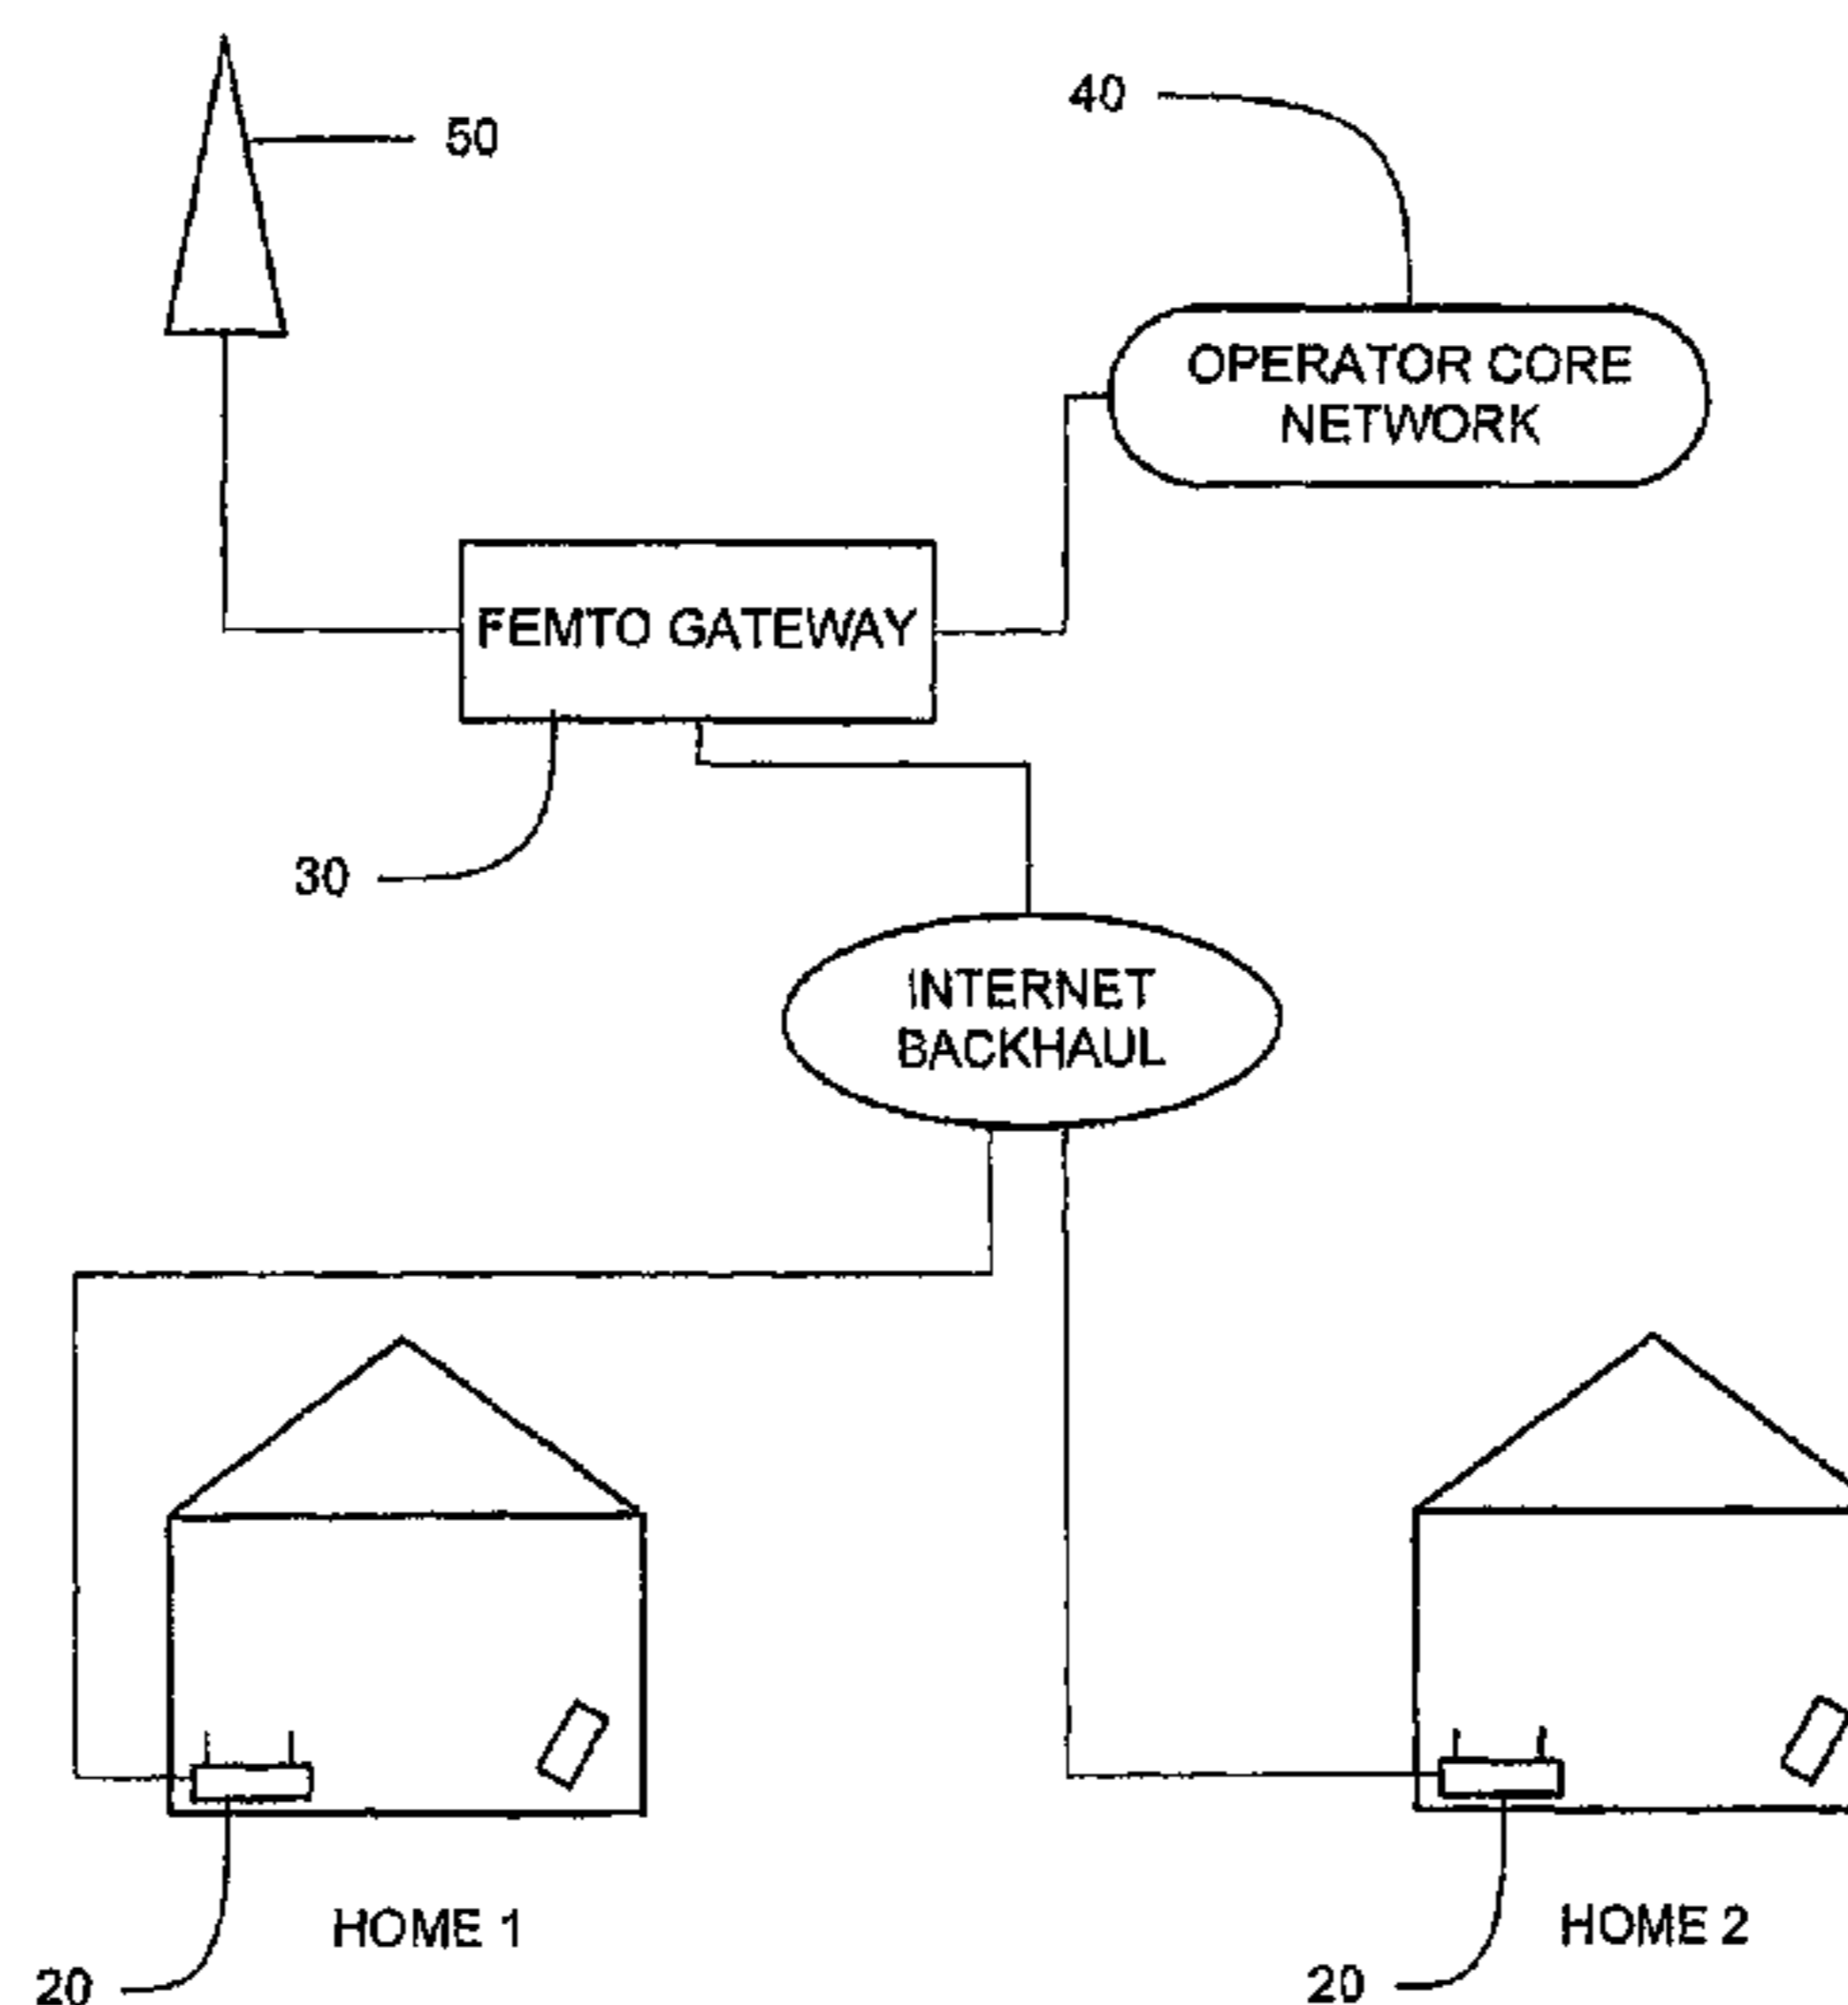 40
50
OPERATOR CORE
NETWORK
FEMTO GATEWAY
30
INTERNET
BACKHAUL
HOME 1
HOME 2
20
20